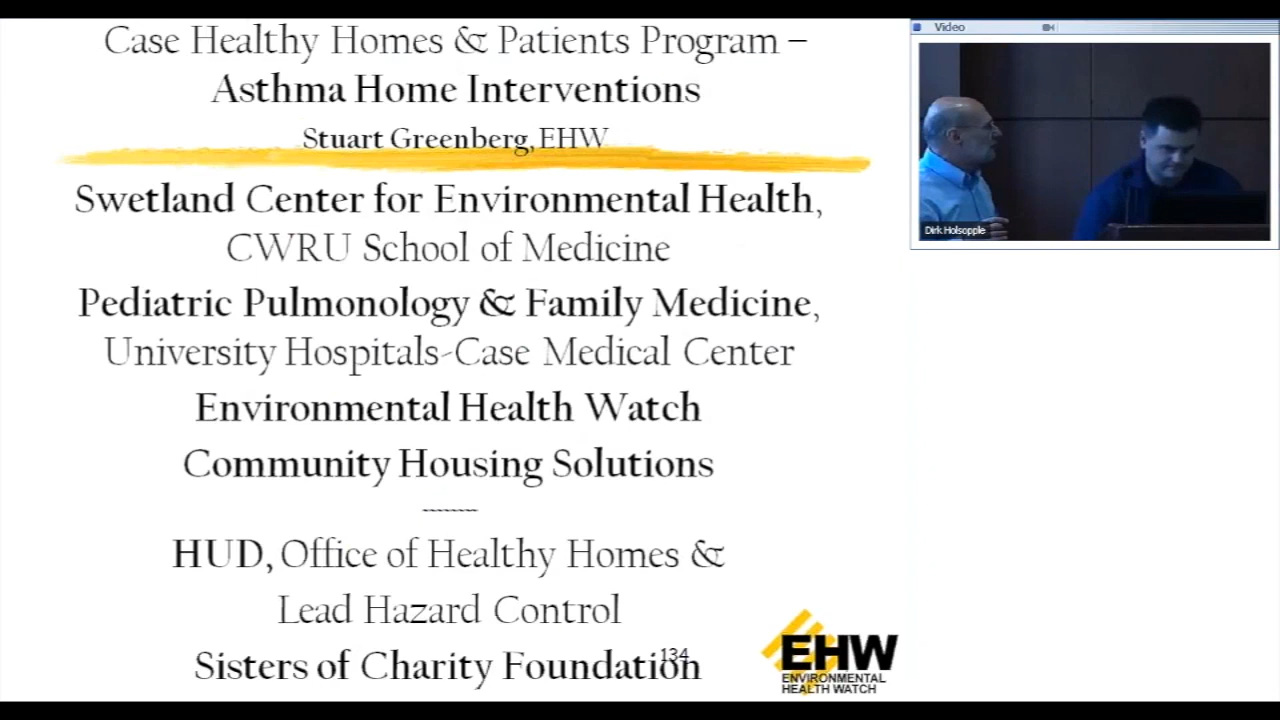 Case Healthy Homes & Patients Program –
Asthma Home Interventions
Stuart Greenberg, EHW
Swetland Center for Environmental Health,
CWRU School of Medicine
Pediatric Pulmonology & Family Medicine,
University Hospitals-Case Medical Center
Environmental Health Watch
Community Housing Solutions
--------
HUD, Office of Healthy Homes &
Lead Hazard Control
Sisters of Charity Foundation
134
EHW
ENVIRONMENTAL
HEALTH WATCH
Video
Dirk Holsopple